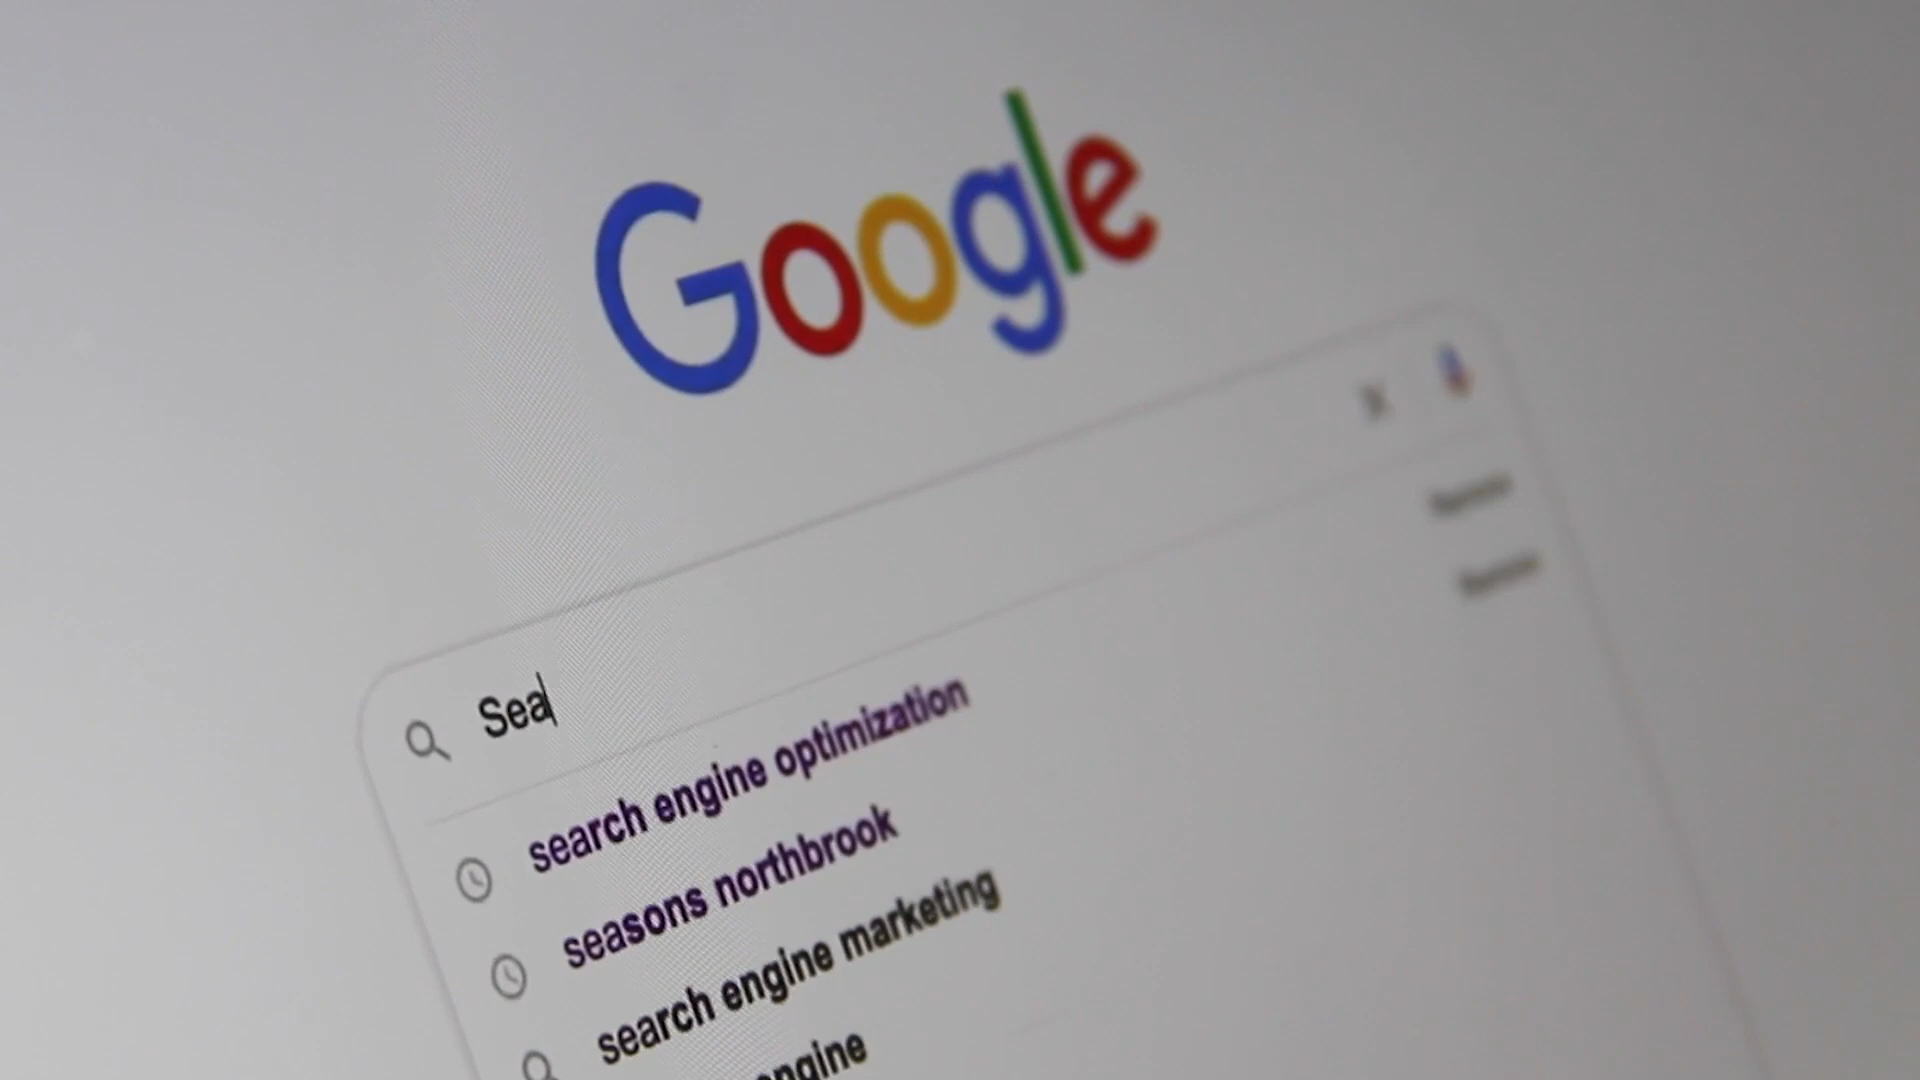 Google
Sea
search engine optimization
seasons northbrook
search engine marketing
engine